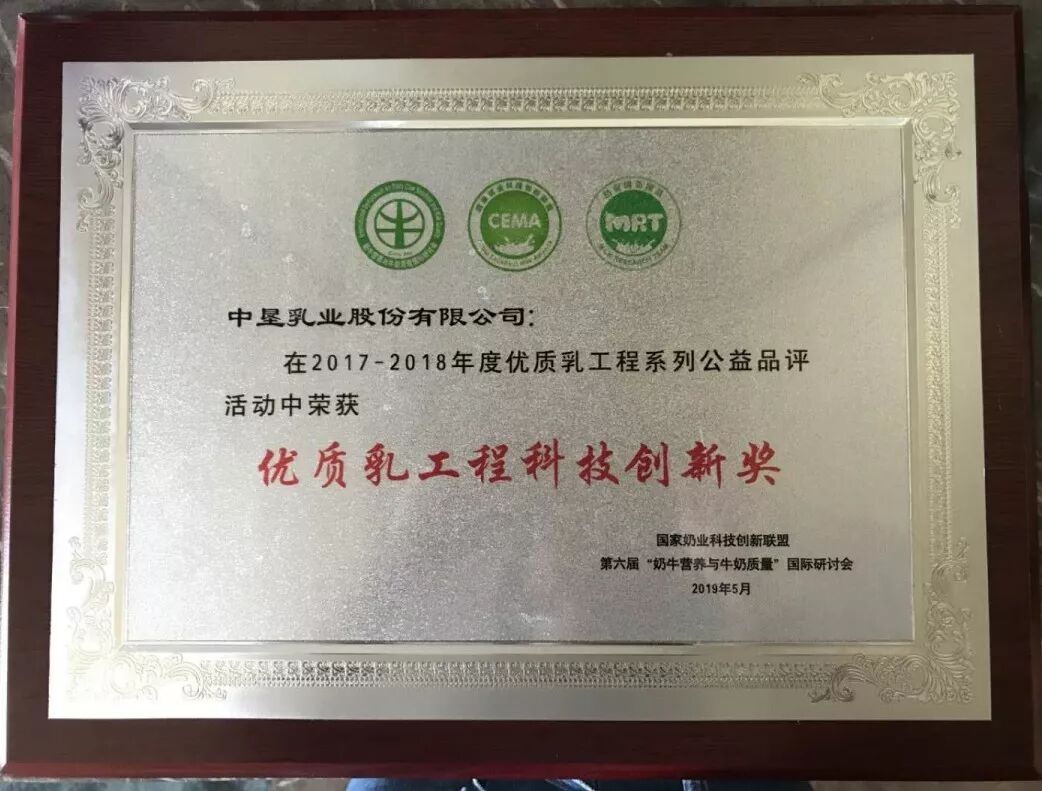 CEMA
MRT
中垦乳业股份有限公司:
在2017-2018年度优质乳工程系列公益品评
活动中荣获
优质乳工程科技创新奖
国家奶业科技创新联盟
第六届“奶牛营养与牛奶质量”国际研讨会
2019年5月